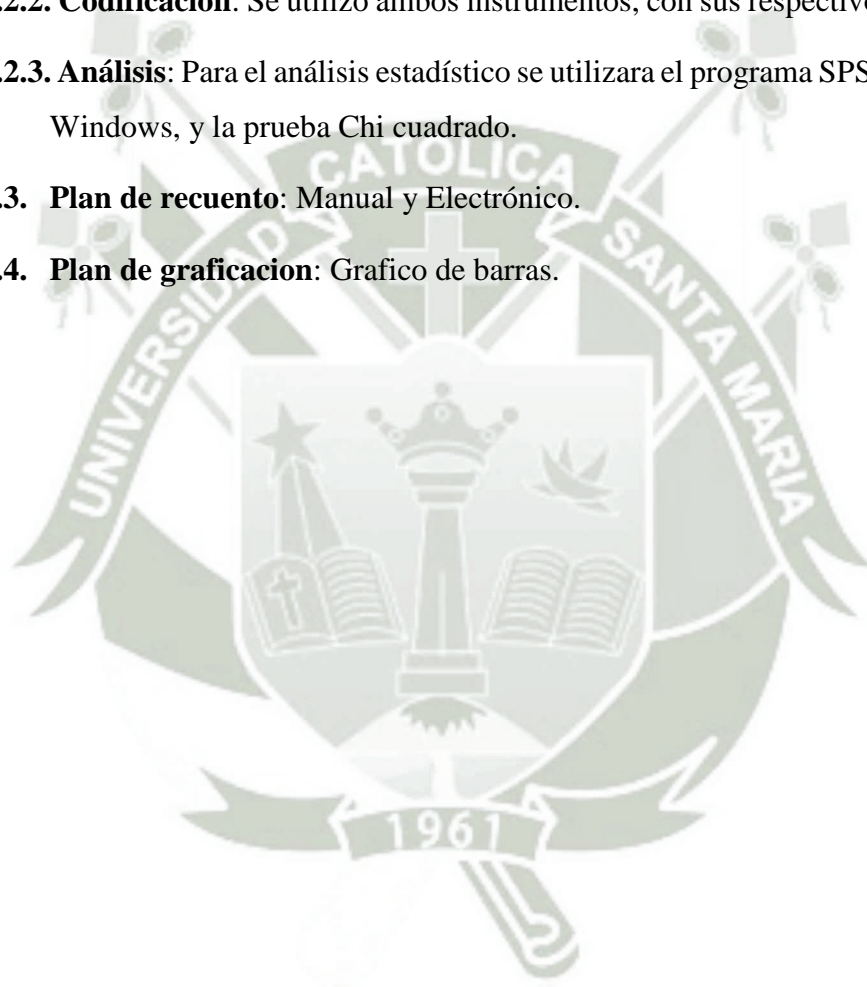 .2.2. Codificación: Se utilizó ambos instrumentos, con sus respectivo
.2.3. Análisis: Para el análisis estadístico se utilizara el programa SPS
Windows, y la prueba Chi cuadrado.
.3. Plan de recuento: Manual y Electrónico.
.4. Plan de graficacion: Grafico de barras.
UNIVERSIDAD CATOLICA SANTA MARIA
1961